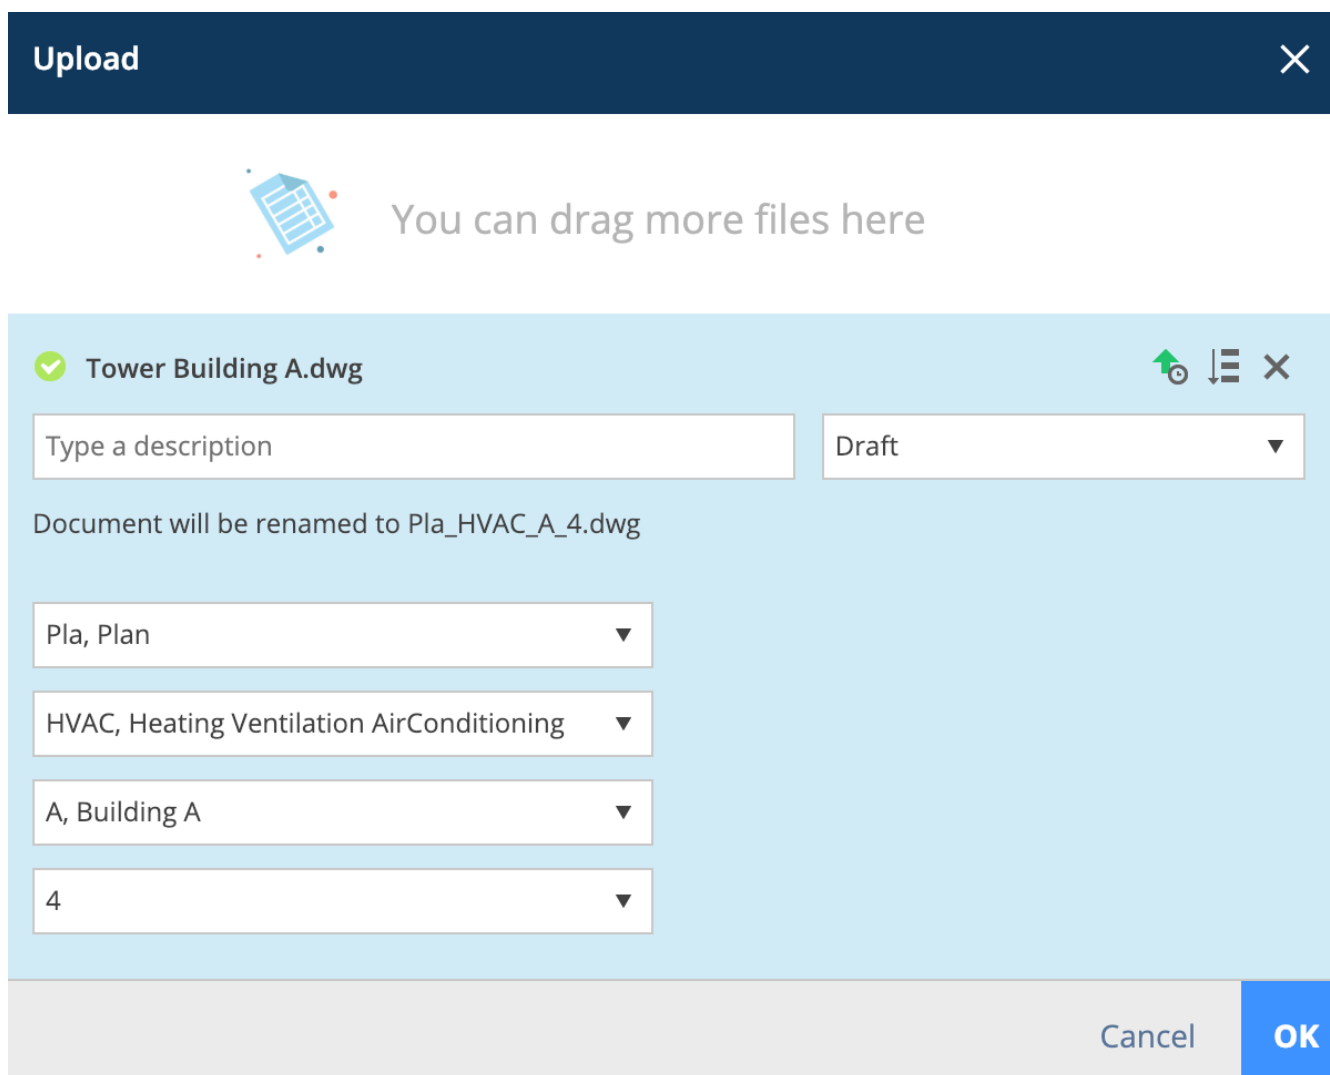 Upload
You can drag more files here
Tower Building A.dwg
Type a description
Draft
Document will be renamed to Pla_HVAC_A_4.dwg
Pla, Plan
HVAC, Heating Ventilation AirConditioning
A, Building A
4
Cancel
OK